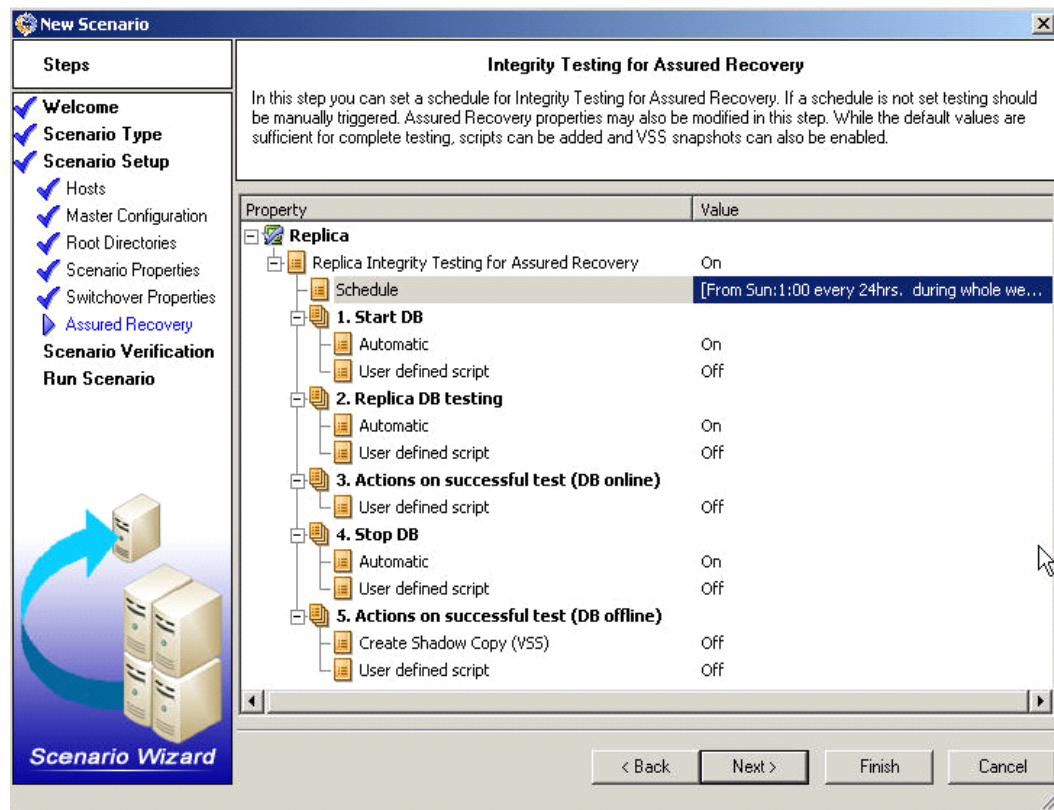 New Scenario
Steps
Welcome
Scenario Type
Scenario Setup
Hosts
Master Configuration
Root Directories
Scenario Properties
Switchover Properties
Assured Recovery
Scenario Verification
Run Scenario
Scenario Wizard
Integrity Testing for Assured Recovery
In this step you can set a schedule for Integrity Testing for Assured Recovery. If a schedule is not set testing should
be manually triggered. Assured Recovery properties may also be modified in this step. While the default values are
sufficient for complete testing, scripts can be added and VSS snapshots can also be enabled.
Property Value
Replica
Replica Integrity Testing for Assured Recovery On
Schedule [From Sun:1:00 every 24hrs. during whole we...
1. Start DB
Automatic On
User defined script Off
2. Replica DB testing
Automatic On
User defined script Off
3. Actions on successful test (DB online)
User defined script Off
4. Stop DB
Automatic On
User defined script Off
5. Actions on successful test (DB offline)
Create Shadow Copy (VSS) Off
User defined script Off
< Back Next > Finish Cancel